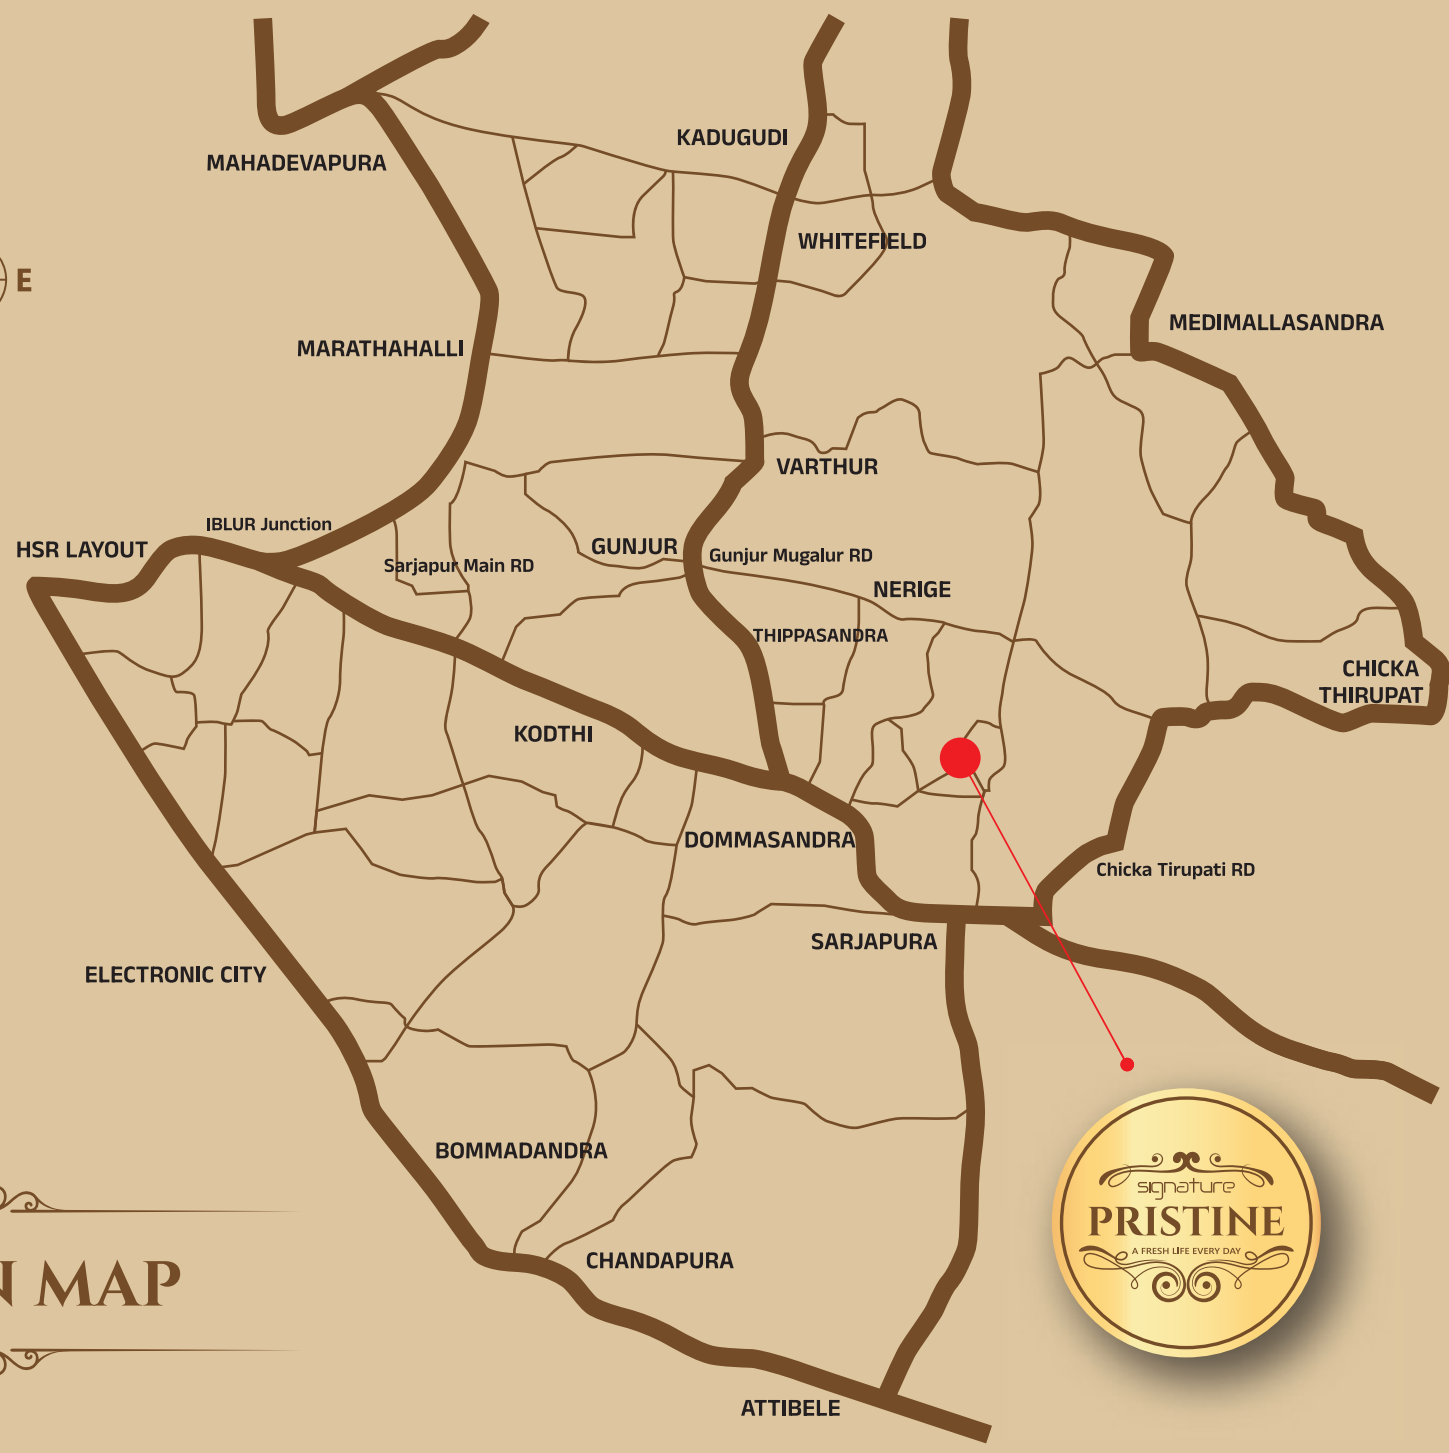 KADUGUDI
MAHADEVAPURA
WHITEFIELD
E
MEDIMALLASANDRA
MARATHAHALLI
VARTHUR
IBLUR Junction
HSR LAYOUT
GUNJUR
Gunjur Mugalur RD
Sarjapur Main RD
NERIGE
THIPPASANDRA
CHICKA
THIRUPAT
KODTHI
DOMMASANDRA
Chicka Tirupati RD
SARJAPURA
ELECTRONIC CITY
BOMMADANDRA
signature
PRISTINE
A FRESH LIFE EVERY DAY
CHANDAPURA
N MAP
ATTIBELE